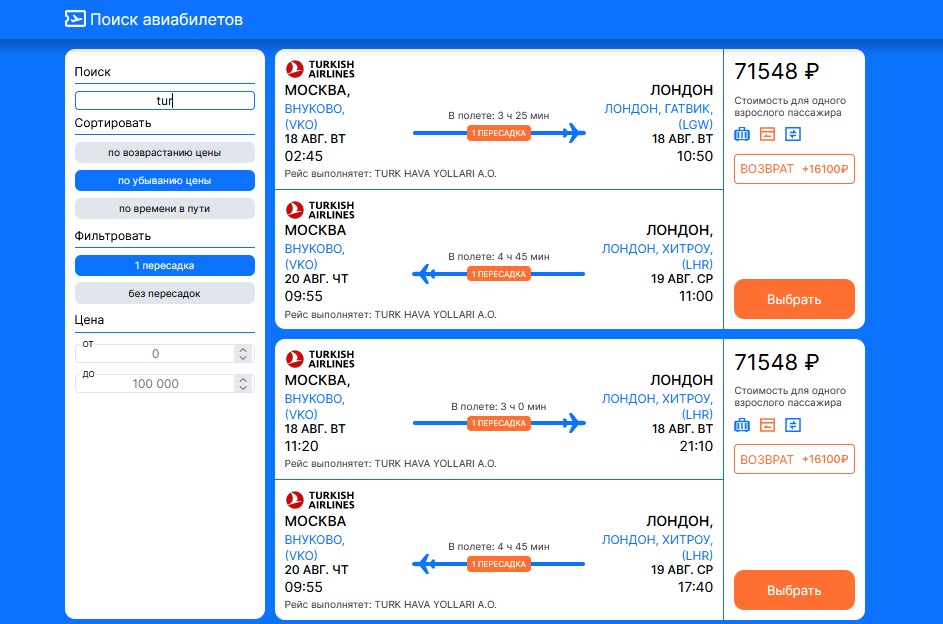 Поиск авиабилетов
Поиск
tur
Сортировать
по возврастанию цены
по убыванию цены
по времени в пути
Фильтровать
1 пересадка
без пересадок
Цена
от
0
до
100 000
TURKISH
AIRLINES
МОСКВА,
ВНУКОВО,
(VKO)
18 АВГ. ВТ
02:45
В полете: 3 ч 25 мин
1 ПЕРЕСАДКА
ЛОНДОН
ЛОНДОН, ГАТВИК,
(LGW)
18 АВГ. ВТ
10:50
Рейс выполнятет: TURK HAVA YOLLARI A.O.
TURKISH
AIRLINES
МОСКВА
ВНУКОВО,
(VKO)
20 АВГ. ЧТ
09:55
В полете: 4 ч 45 мин
1 ПЕРЕСАДКА
ЛОНДОН,
ЛОНДОН, ХИТРОУ,
(LHR)
19 АВГ. СР
11:00
Рейс выполнятет: TURK HAVA YOLLARI A.O.
71548 ₽
Стоимость для одного
взрослого пассажира
ВОЗВРАТ +16100₽
Выбрать
TURKISH
AIRLINES
МОСКВА,
ВНУКОВО,
(VKO)
18 АВГ. ВТ
11:20
В полете: 3 ч 0 мин
1 ПЕРЕСАДКА
ЛОНДОН
ЛОНДОН, ХИТРОУ,
(LHR)
18 АВГ. ВТ
21:10
Рейс выполнятет: TURK HAVA YOLLARI A.O.
TURKISH
AIRLINES
МОСКВА
ВНУКОВО,
(VKO)
20 АВГ. ЧТ
09:55
В полете: 4 ч 45 мин
1 ПЕРЕСАДКА
ЛОНДОН,
ЛОНДОН, ХИТРОУ,
(LHR)
19 АВГ. СР
17:40
Рейс выполнятет: TURK HAVA YOLLARI A.O.
71548 ₽
Стоимость для одного
взрослого пассажира
ВОЗВРАТ +16100₽
Выбрать